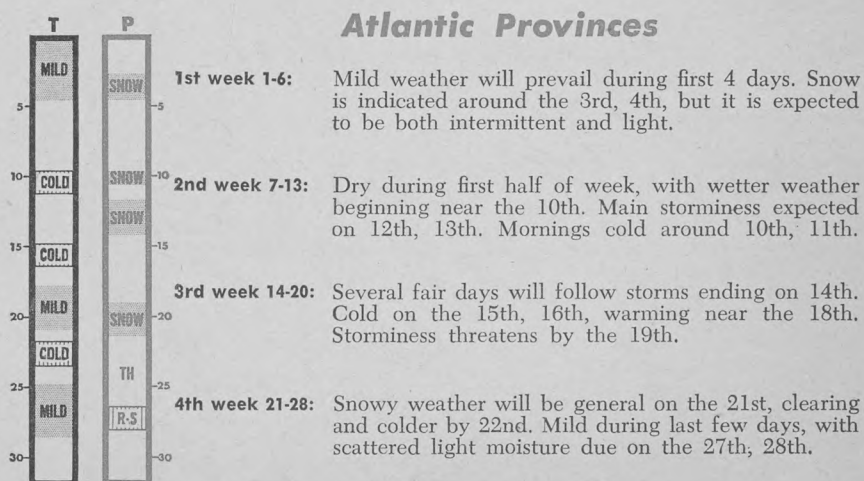 Atlantic Provinces
T
P
MILD
5-
10-
COLD
15-
COLD
MILD
20-
COLD
25-
MILD
30-
SNOW
-5
SNOW
-10
SNOW
-15
SNOW
-20
TH
-25
R-S
-30
1st week 1-6: Mild weather will prevail during first 4 days. Snow
is indicated around the 3rd, 4th, but it is expected
to be both intermittent and light.
2nd week 7-13: Dry during first half of week, with wetter weather
beginning near the 10th. Main storminess expected
on 12th, 13th. Mornings cold around 10th, 11th.
3rd week 14-20: Several fair days will follow storms ending on 14th.
Cold on the 15th, 16th, warming near the 18th.
Storminess threatens by the 19th.
4th week 21-28: Snowy weather will be general on the 21st, clearing
and colder by 22nd. Mild during last few days, with
scattered light moisture due on the 27th, 28th.